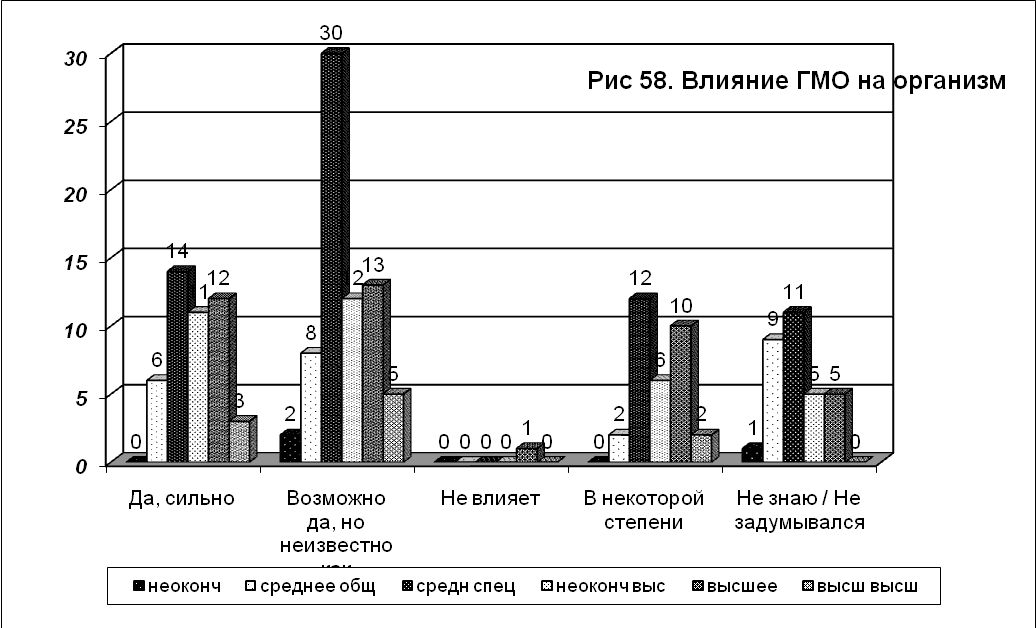 Рис 58. Влияние ГМО на организм
30
25
20
15
10
5
0
0 6 14 1 12 3
2 8 30 2 13 5
0 0 0 0 1 0
0 2 12 6 10 2
1 9 11 5 5 0
Да, сильно
Возможно
да, но
неизвестно
Не влияет
В некоторой
степени
Не знаю / Не
задумывался
неоконч среднее общ средн спец неоконч выс высшее высш высш